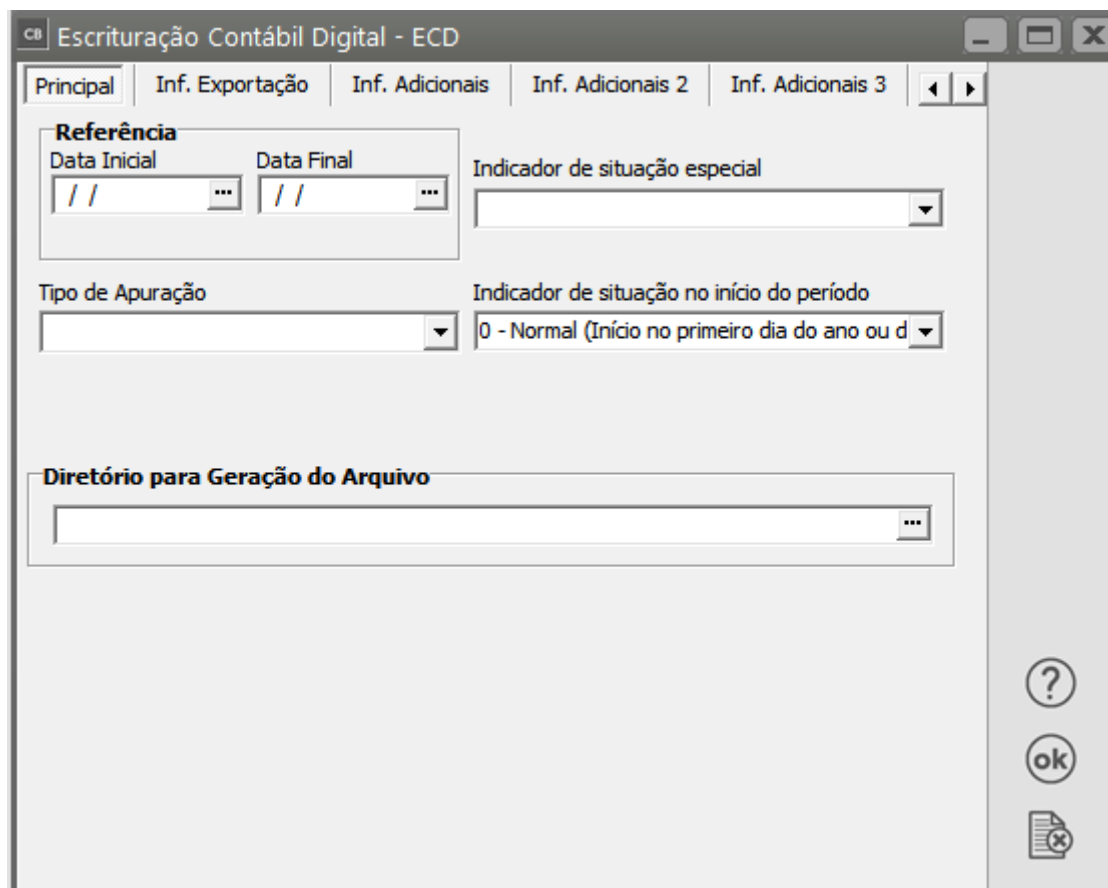 CB Escrituração Contábil Digital - ECD
Principal Inf. Exportação Inf. Adicionais Inf. Adicionais 2 Inf. Adicionais 3
Referência
Data Inicial Data Final
/ / ... / / ...
Indicador de situação especial
Tipo de Apuração
Indicador de situação no início do período
0 - Normal (Início no primeiro dia do ano ou d
Diretório para Geração do Arquivo
...
?
ok